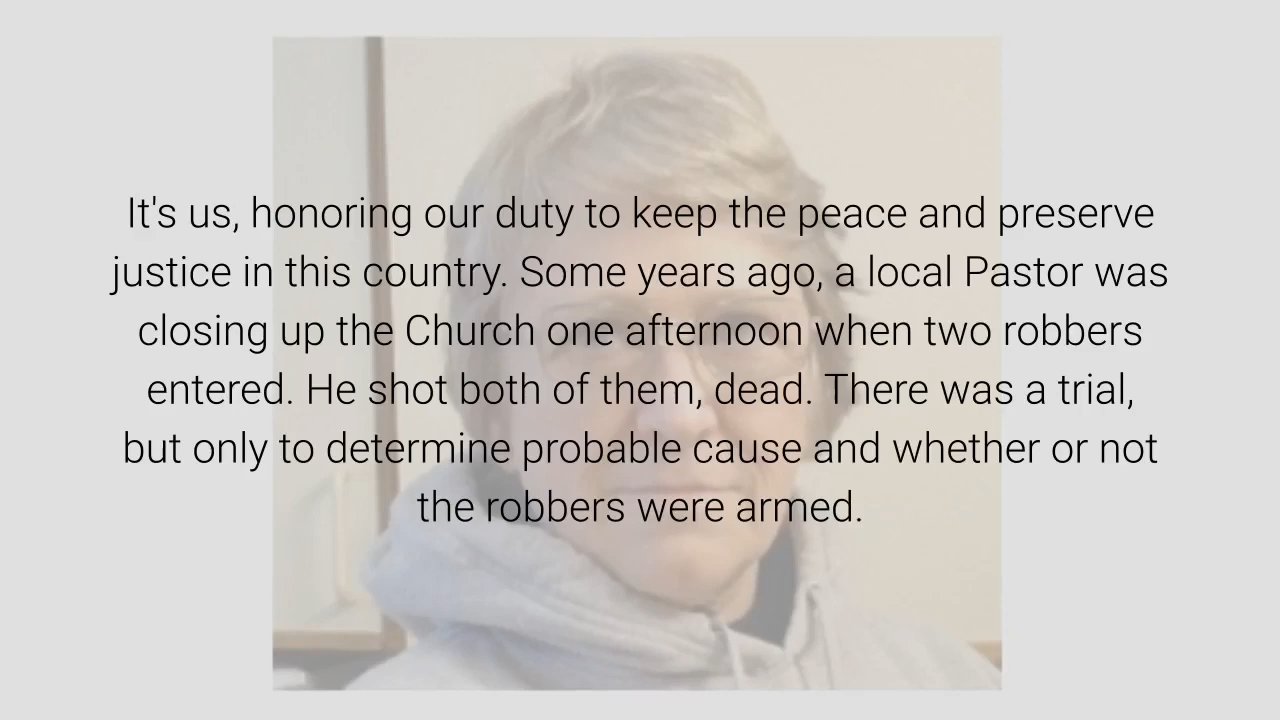 It's us, honoring our duty to keep the peace and preserve
justice in this country. Some years ago, a local Pastor was
closing up the Church one afternoon when two robbers
entered. He shot both of them, dead. There was a trial,
but only to determine probable cause and whether or not
the robbers were armed.